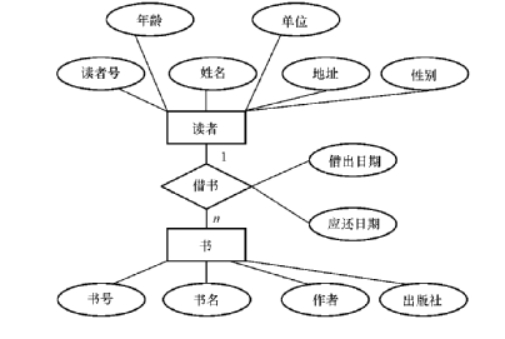 年龄 单位
读者号 姓名 地址 性别
读者
1
借出日期
借书
应还日期
n
书
书号 书名 作者 出版社